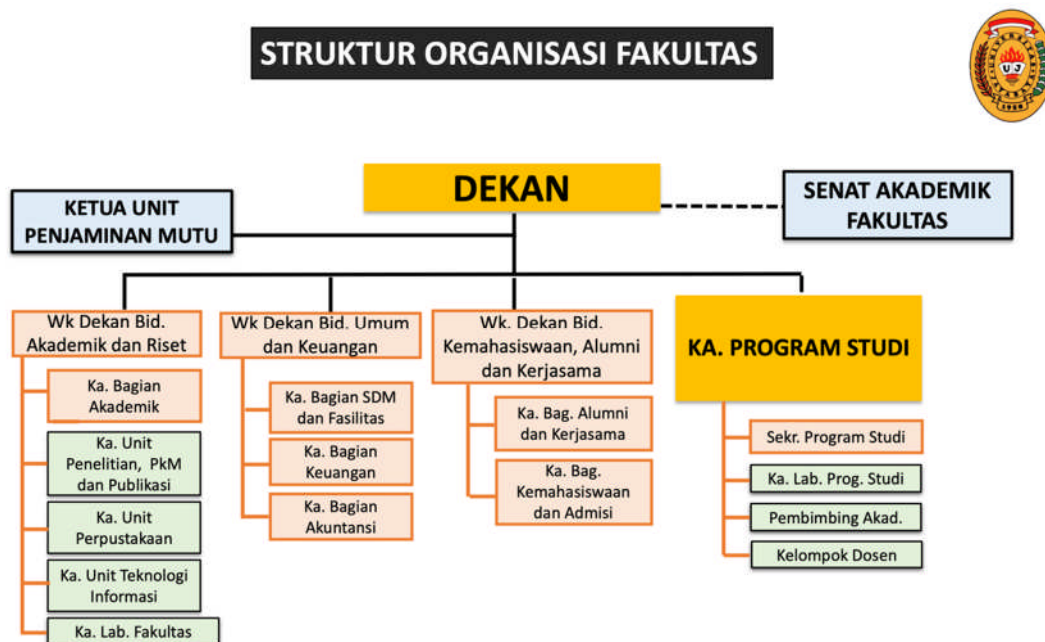 STRUKTUR ORGANISASI FAKULTAS
UJ
1958
DEKAN
KETUA UNIT
PENJAMINAN MUTU
SENAT AKADEMIK
FAKULTAS
Wk Dekan Bid.
Akademik dan Riset
Ka. Bagian
Akademik
Ka. Unit
Penelitian, PkM
dan Publikasi
Ka. Unit
Perpustakaan
Ka. Unit Teknologi
Informasi
Ka. Lab. Fakultas
Wk Dekan Bid. Umum
dan Keuangan
Ka. Bagian SDM
dan Fasilitas
Ka. Bagian
Keuangan
Ka. Bagian
Akuntansi
Wk. Dekan Bid.
Kemahasiswaan, Alumni
dan Kerjasama
Ka. Bag. Alumni
dan Kerjasama
Ka. Bag.
Kemahasiswaan
dan Admisi
KA. PROGRAM STUDI
Sekr. Program Studi
Ka. Lab. Prog. Studi
Pembimbing Akad.
Kelompok Dosen